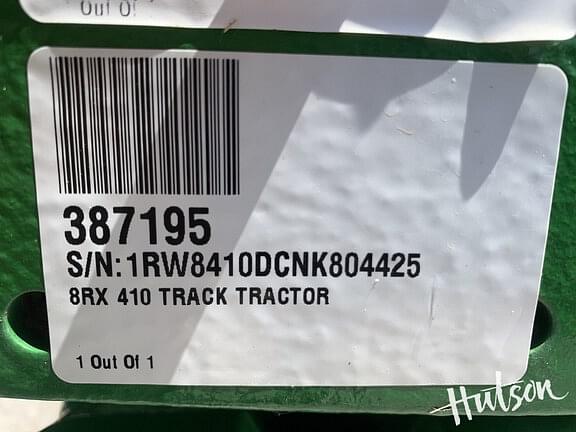 Out Of
387195
S/N: 1RW8410DCNK804425
8RX 410 TRACK TRACTOR
1 Out Of 1
Hutson